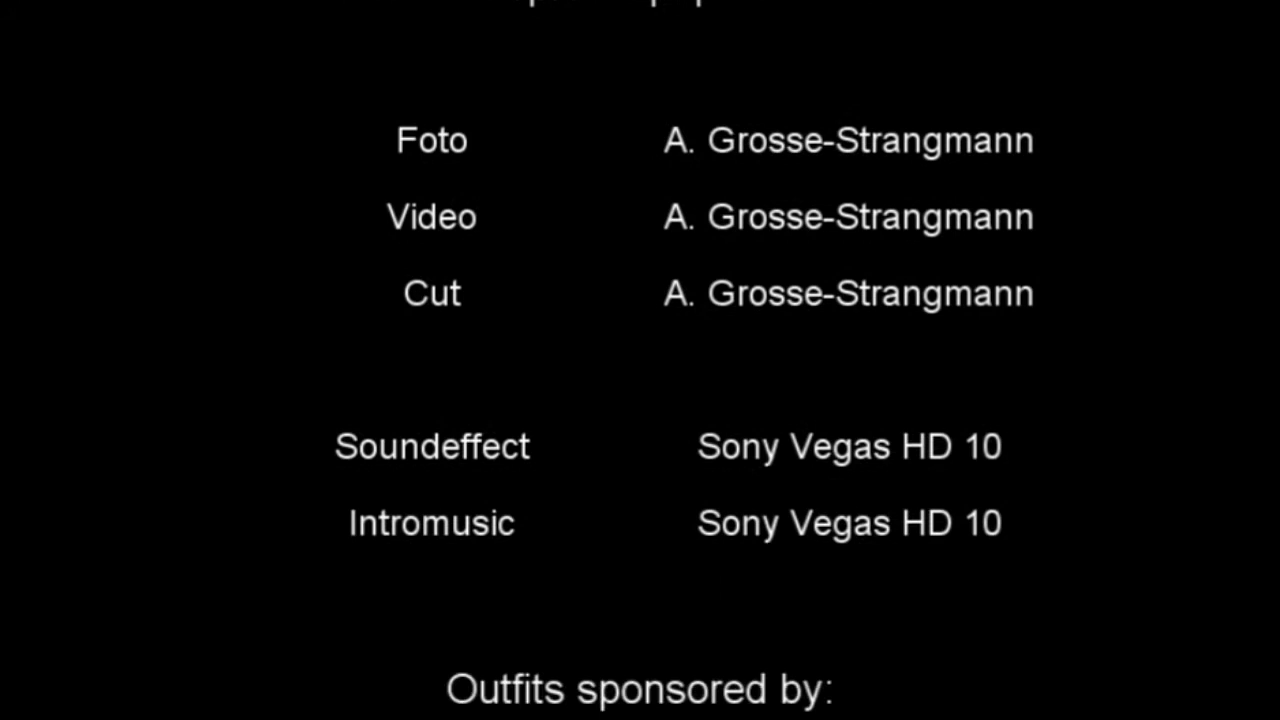 Foto A. Grosse-Strangmann
Video A. Grosse-Strangmann
Cut A. Grosse-Strangmann
Soundeffect Sony Vegas HD 10
Intromusic Sony Vegas HD 10
Outfits sponsored by: